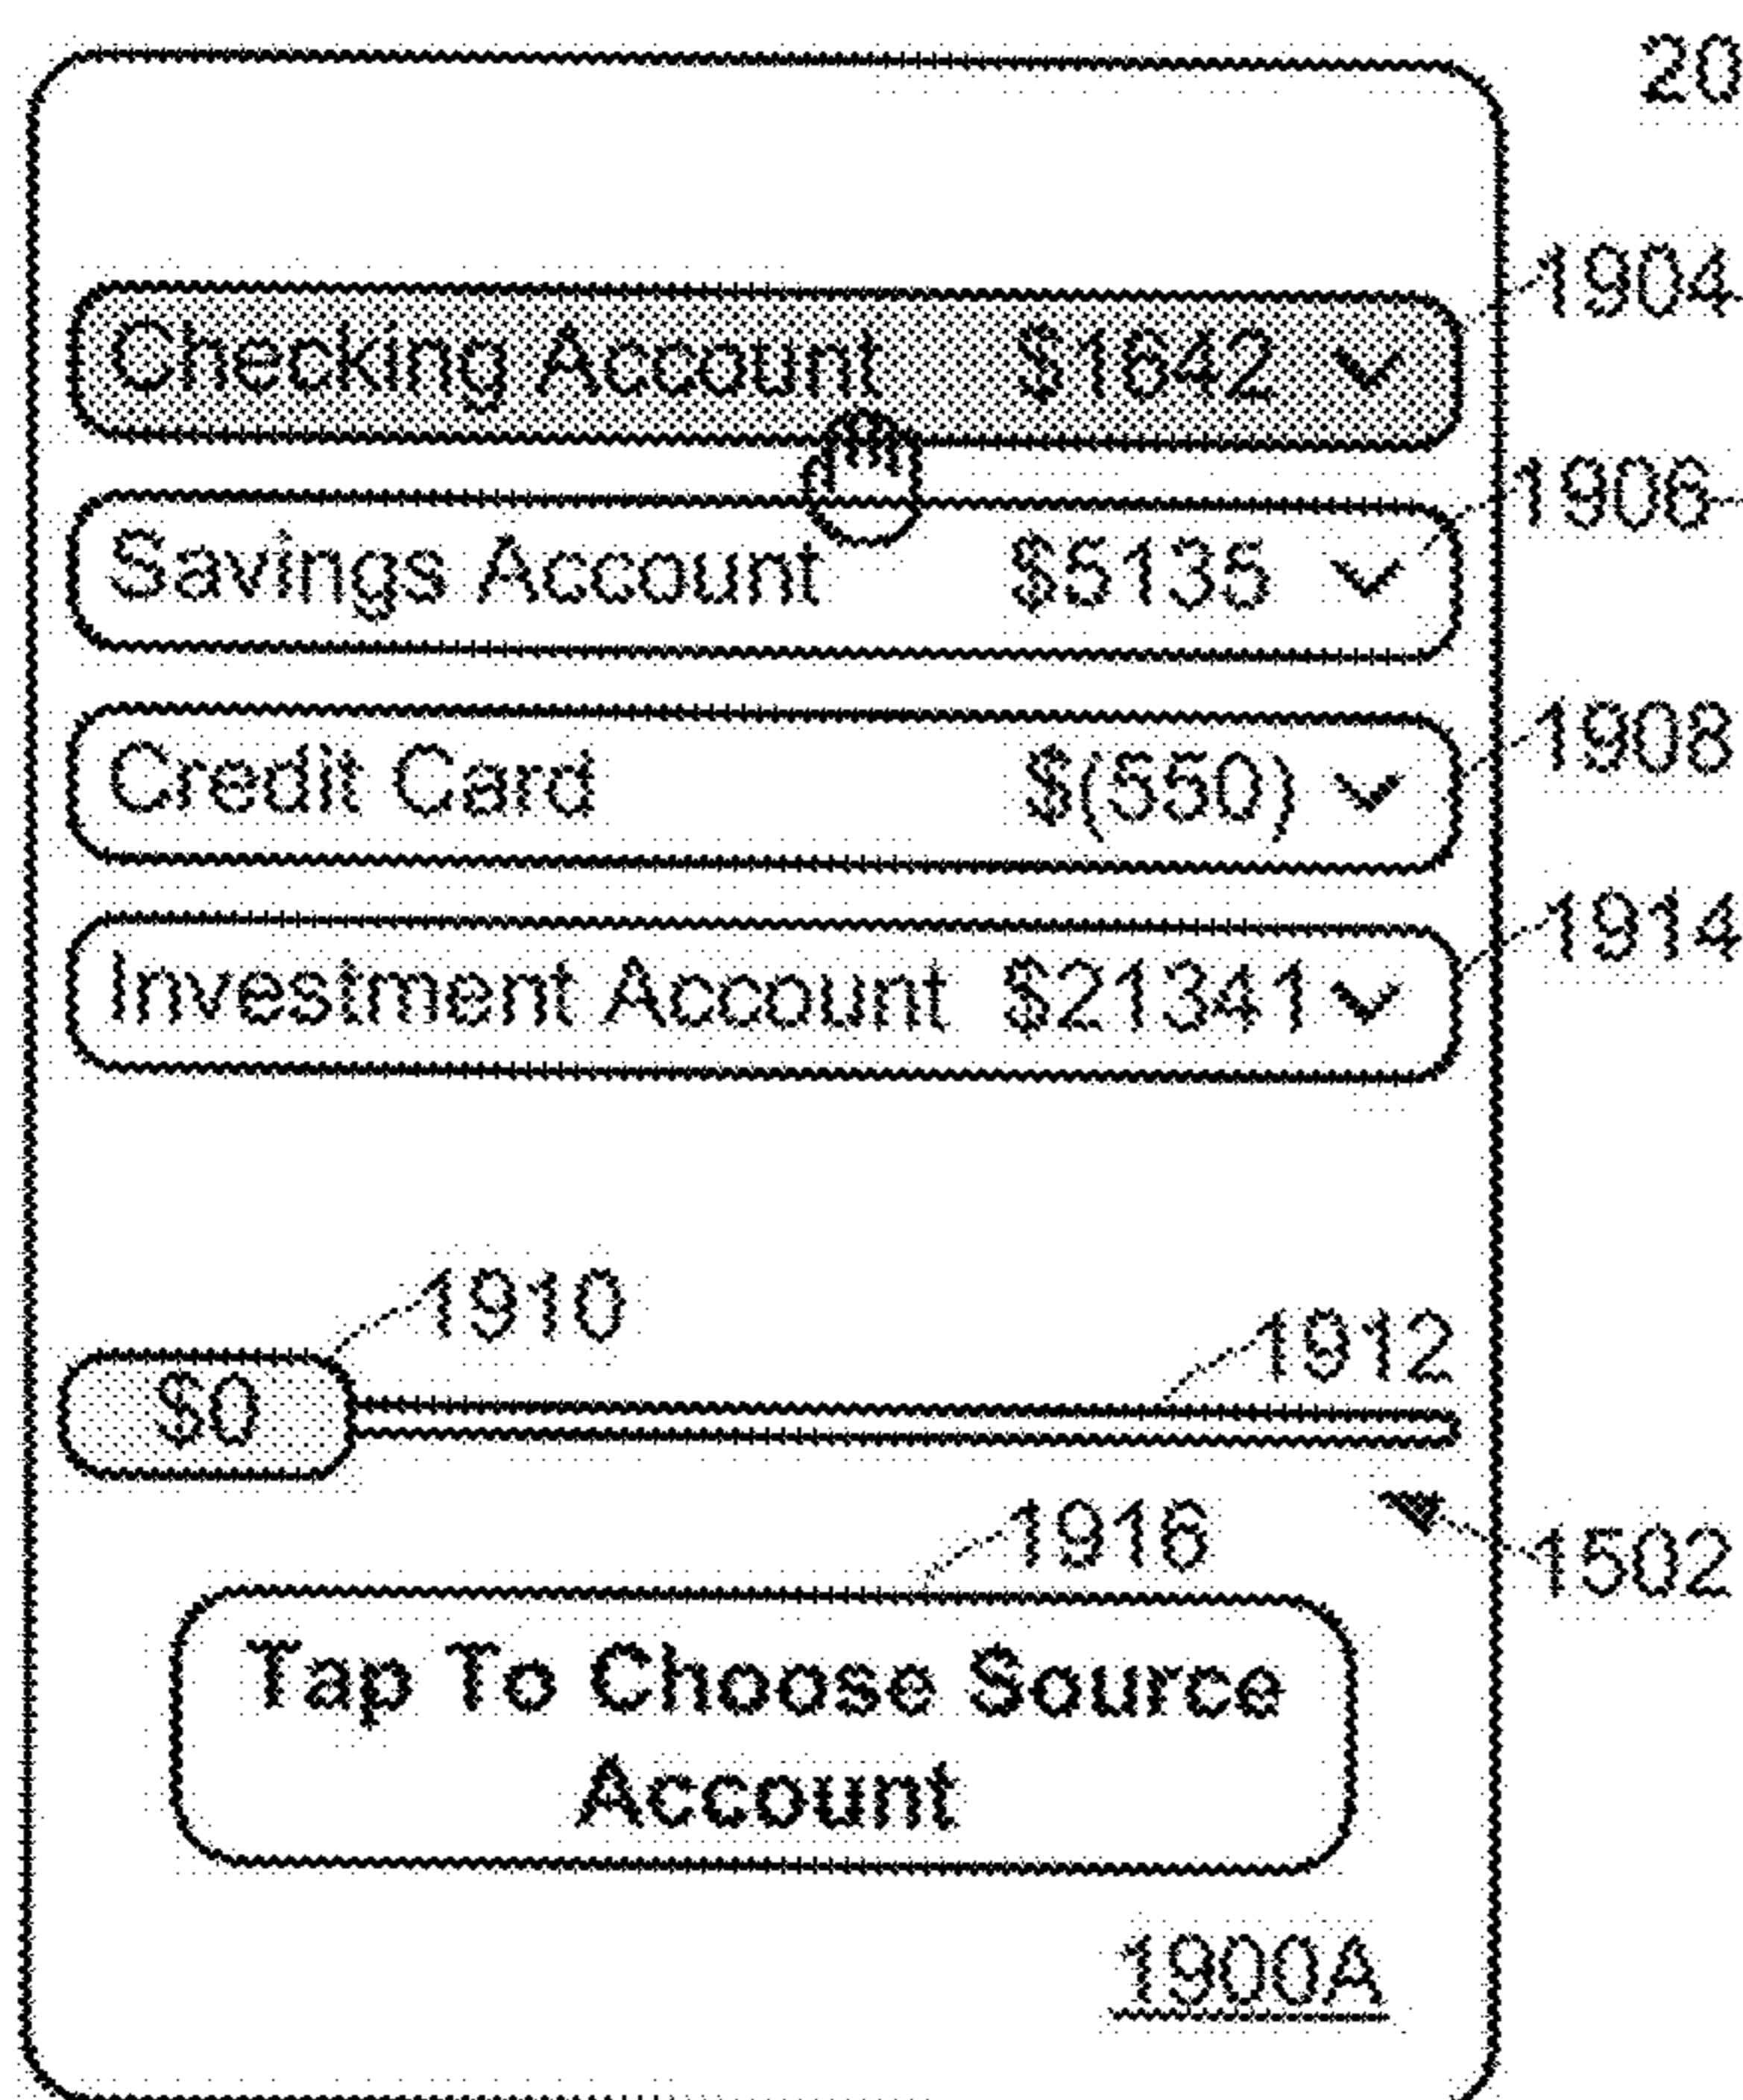 20
1904
Checking Account $1642
1906
Savings Account $5135
1908
Credit Card $(550)
1914
Investment Account $21341
1910
1912
$0
1916
1502
Tap To Choose Source
Account
1900A